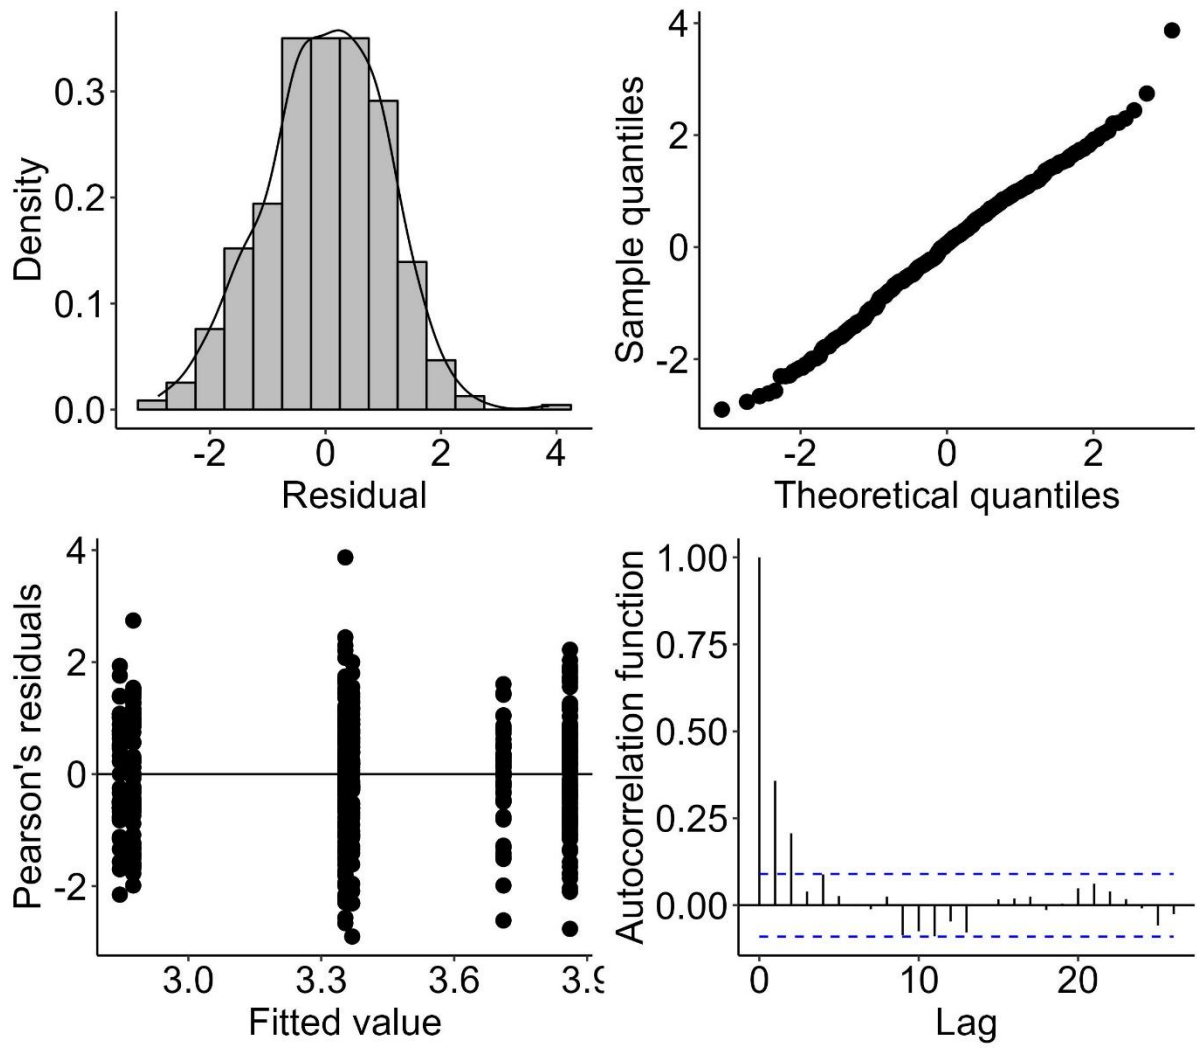 Density
0.3
0.2
0.1
0.0
-2 0 2 4
Residual
Sample quantiles
4
2
0
-2
-2 0 2
Theoretical quantiles
Pearson's residuals
4
2
0
-2
3.0 3.3 3.6 3.9
Fitted value
Autocorrelation function
1.00
0.75
0.50
0.25
0.00
0 10 20
Lag